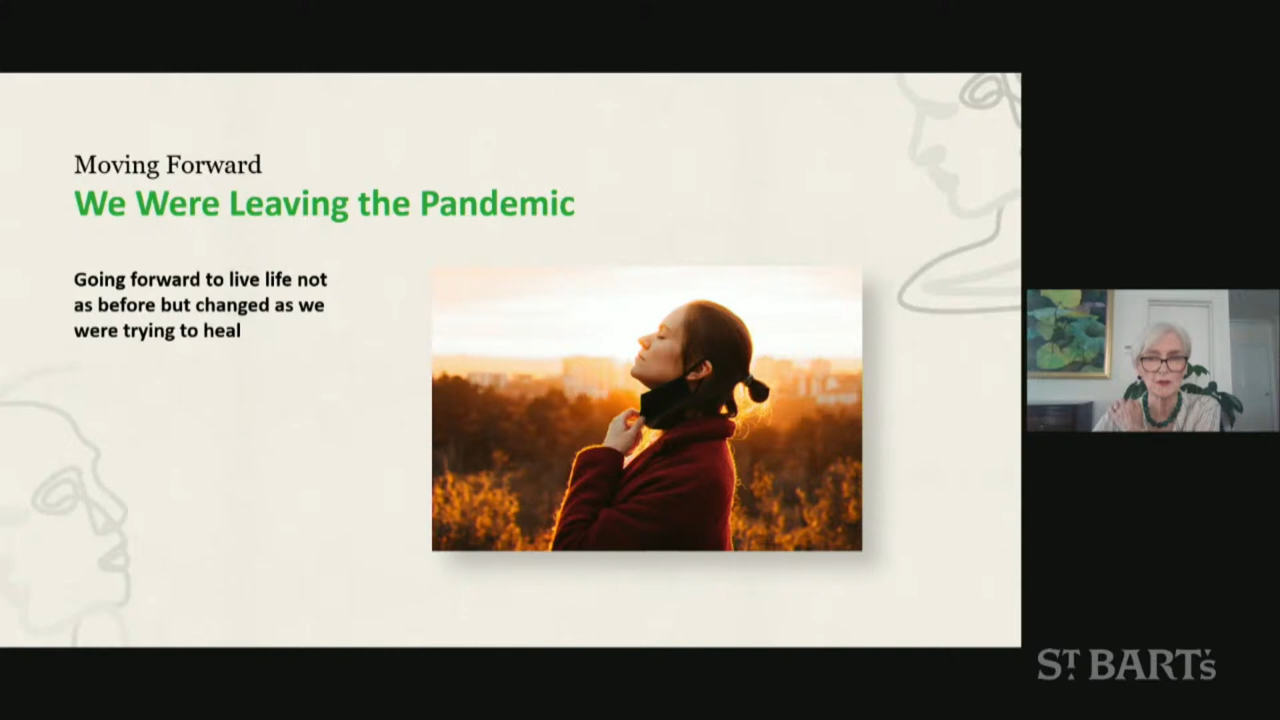 Moving Forward
We Were Leaving the Pandemic
Going forward to live life not
as before but changed as we
were trying to heal
ST BART's